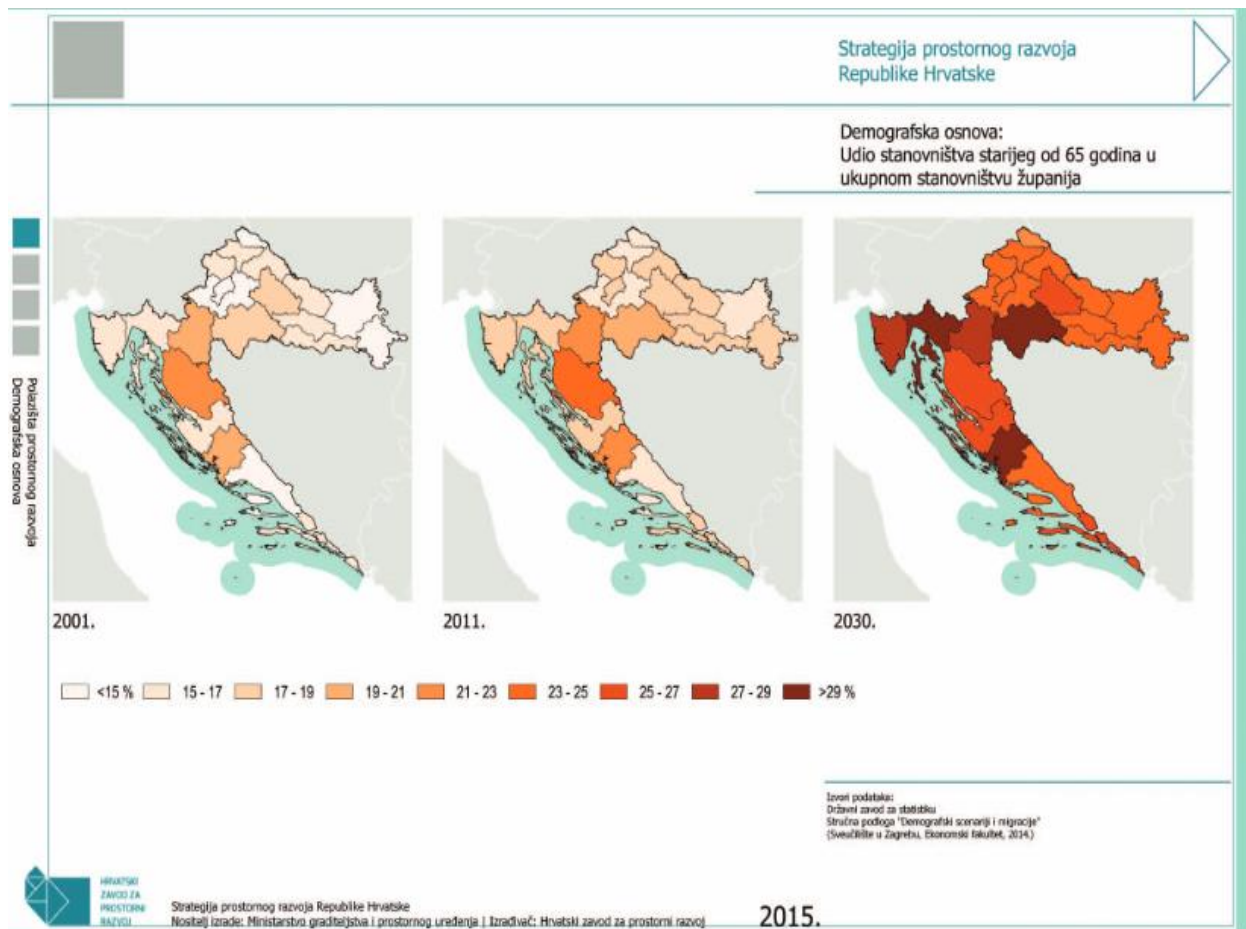 Strategija prostornog razvoja
Republike Hrvatske
Demografska osnova:
Udio stanovništva starijeg od 65 godina u
ukupnom stanovništvu županija
Polazišta prostornog razvoja
Demografska osnova
2001.
2011.
2030.
<15 %
15 - 17
17 - 19
19 - 21
21 - 23
23 - 25
25 - 27
27 - 29
>29 %
Izvori podataka:
Državni zavod za statistiku
Stručna podloga "Demografski scenariji i migracije"
(Sveučilište u Zagrebu, Ekonomski fakultet, 2014.)
HRVATSKI
ZAVOD ZA
PROSTORNI
RAZVOJ
Strategija prostornog razvoja Republike Hrvatske
Nositelj izrade: Ministarstvo graditeljstva i prostornog uređenja | Izrađivač: Hrvatski zavod za prostorni razvoj
2015.